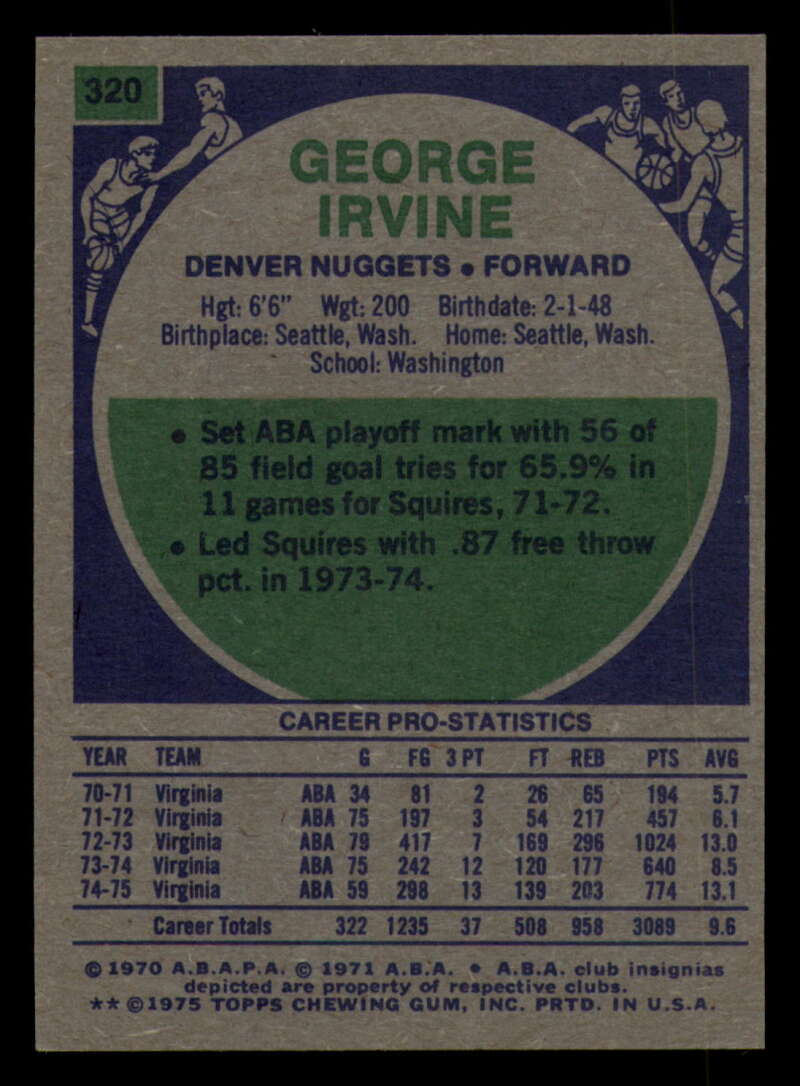 320
GEORGE
IRVINE
DENVER NUGGETS • FORWARD
Hgt: 6'6" Wgt: 200 Birthdate: 2-1-48
Birthplace: Seattle, Wash. Home: Seattle, Wash.
School: Washington
• Set ABA playoff mark with 56 of
85 field goal tries for 65.9% in
11 games for Squires, 71-72.
• Led Squires with .87 free throw
pct. in 1973-74.
CAREER PRO-STATISTICS
YEAR TEAM G FG 3 PT FT REB PTS AVG
70-71 Virginia ABA 34 81 2 26 65 194 5.7
71-72 Virginia ABA 75 197 3 54 217 457 6.1
72-73 Virginia ABA 79 417 7 169 296 1024 13.0
73-74 Virginia ABA 75 242 12 120 177 640 8.5
74-75 Virginia ABA 59 298 13 139 203 774 13.1
Career Totals 322 1235 37 508 958 3089 9.6
© 1970 A.B.A.P.A. © 1971 A.B.A. • A.B.A. club insignias
depicted are property of respective clubs.
** © 1975 TOPPS CHEWING GUM, INC. PRTD. IN U.S.A.